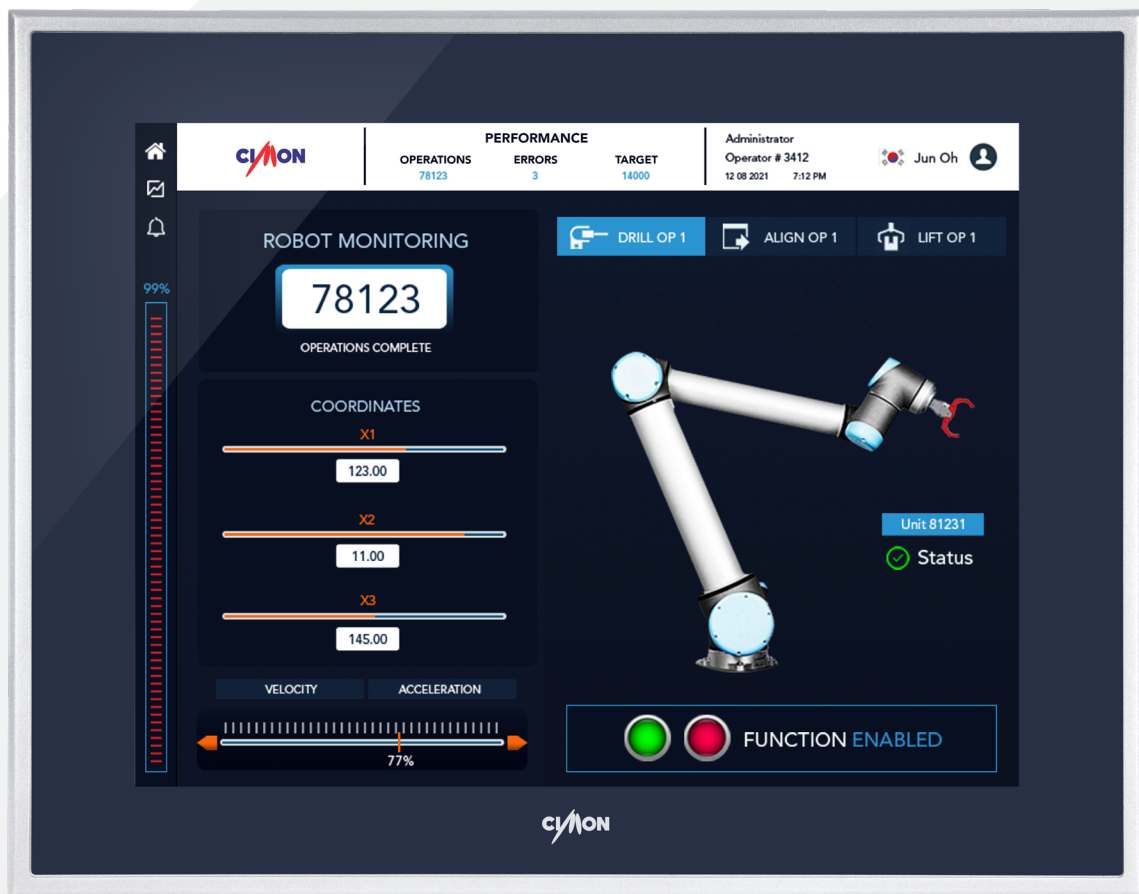 CIMON
PERFORMANCE
OPERATIONS ERRORS TARGET
78123 3 14000
Administrator
Operator # 3412
12 08 2021 7:12 PM
Jun Oh
99%
ROBOT MONITORING
78123
OPERATIONS COMPLETE
COORDINATES
X1
123.00
X2
11.00
X3
145.00
VELOCITY ACCELERATION
77%
DRILL OP 1 ALIGN OP 1 LIFT OP 1
Unit 81231
Status
FUNCTION ENABLED
CIMON